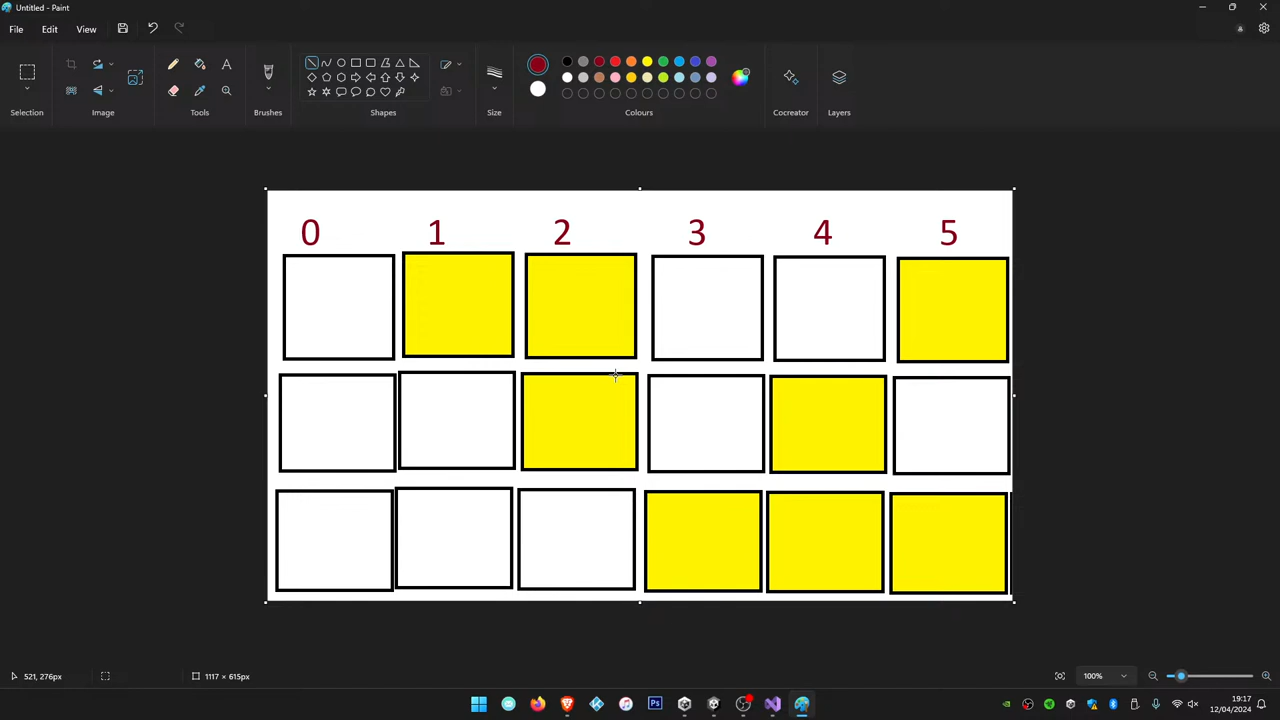 Untitled - Paint
File Edit View
Selection Image Tools Brushes Shapes Size Colours Cocreator Layers
0 1 2 3 4 5
521, 276px
1117 × 615px
100%
19:17
12/04/2024